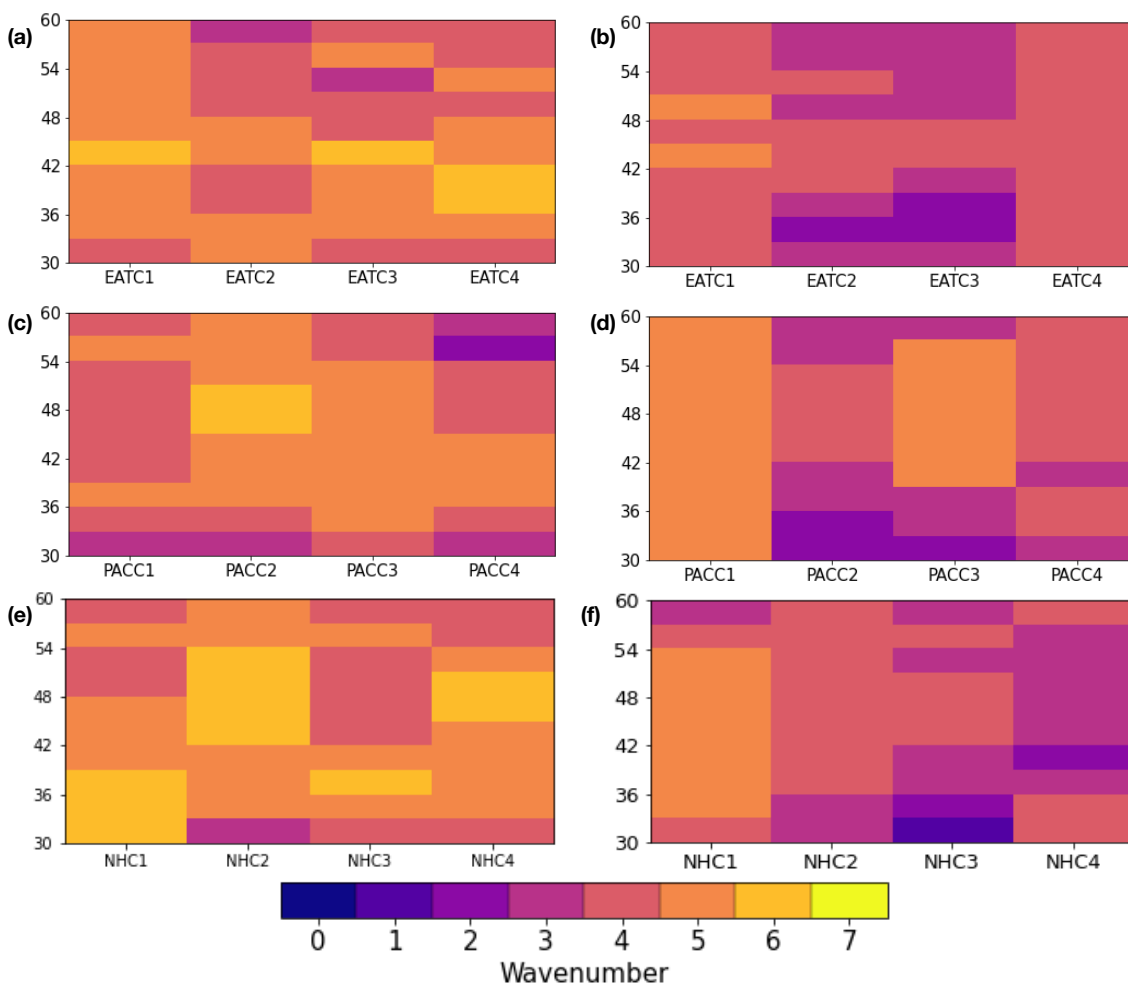 (a)
60
54
48
42
36
30
EATC1 EATC2 EATC3 EATC4
(b)
60
54
48
42
36
30
EATC1 EATC2 EATC3 EATC4
(c)
60
54
48
42
36
30
PACC1 PACC2 PACC3 PACC4
(d)
60
54
48
42
36
30
PACC1 PACC2 PACC3 PACC4
(e)
60
54
48
42
36
30
NHC1 NHC2 NHC3 NHC4
(f)
60
54
48
42
36
30
NHC1 NHC2 NHC3 NHC4
0 1 2 3 4 5 6 7
Wavenumber